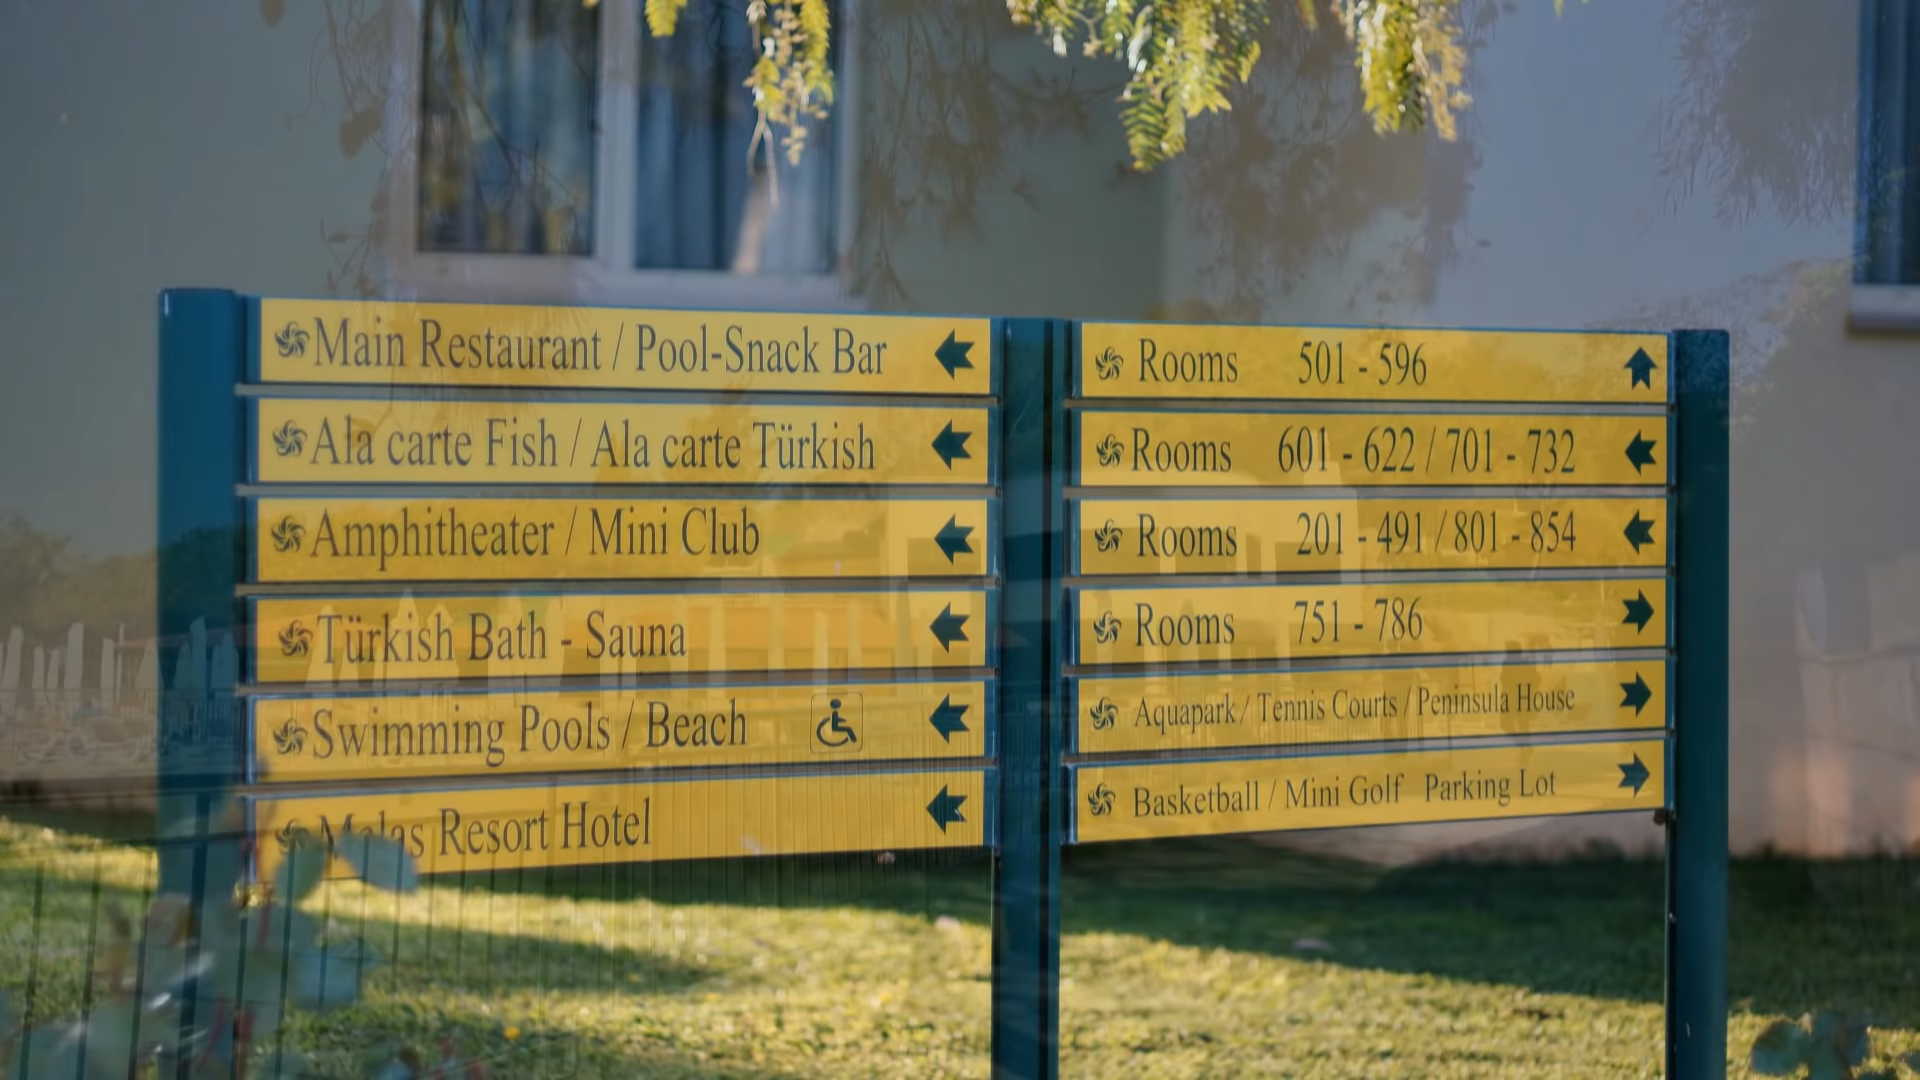 Main Restaurant / Pool-Snack Bar
Ala carte Fish / Ala carte Türkish
Amphitheater / Mini Club
Türkish Bath - Sauna
Swimming Pools / Beach
Melas Resort Hotel
Rooms 501 - 596
Rooms 601 - 622 / 701 - 732
Rooms 201 - 491 / 801 - 854
Rooms 751 - 786
Aquapark / Tennis Courts / Peninsula House
Basketball / Mini Golf Parking Lot